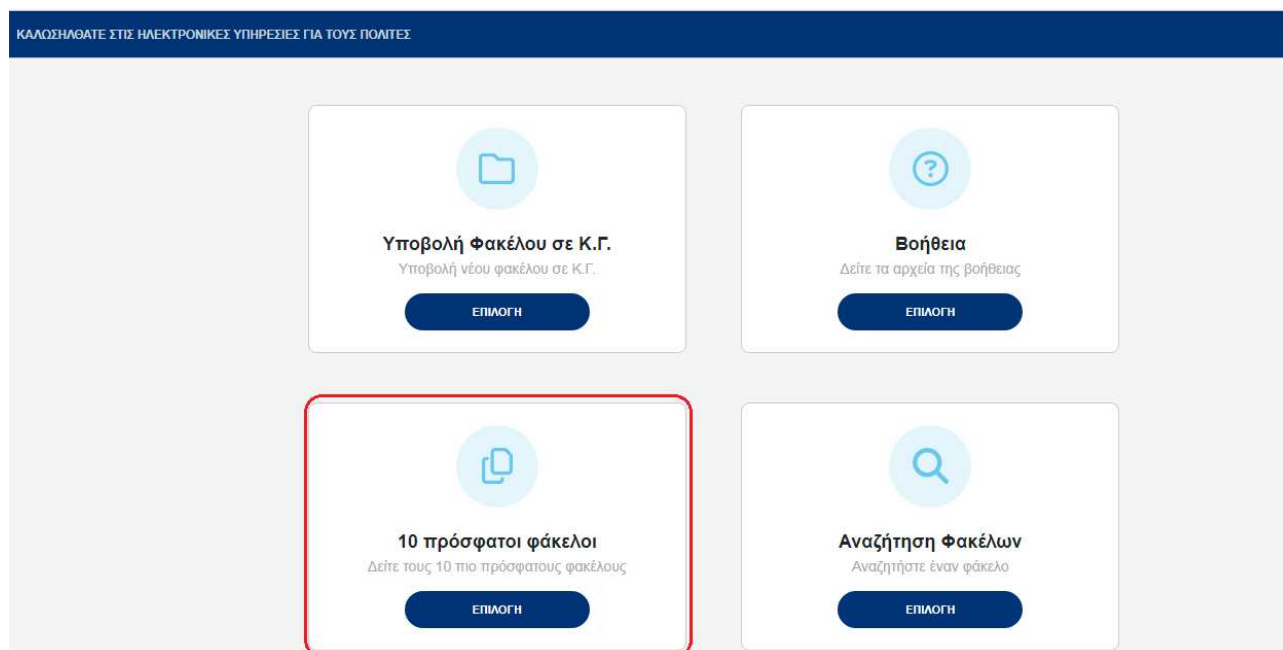 ΚΑΛΩΣΗΛΘΑΤΕ ΣΤΙΣ ΗΛΕΚΤΡΟΝΙΚΕΣ ΥΠΗΡΕΣΙΕΣ ΓΙΑ ΤΟΥΣ ΠΟΛΙΤΕΣ
Υποβολή Φακέλου σε Κ.Γ.
Υποβολή νέου φακέλου σε Κ.Γ.
ΕΠΙΛΟΓΗ
Βοήθεια
Δείτε τα αρχεία της βοήθειας
ΕΠΙΛΟΓΗ
10 πρόσφατοι φάκελοι
Δείτε τους 10 πιο πρόσφατους φακέλους
ΕΠΙΛΟΓΗ
Αναζήτηση Φακέλων
Αναζητήστε έναν φάκελο
ΕΠΙΛΟΓΗ